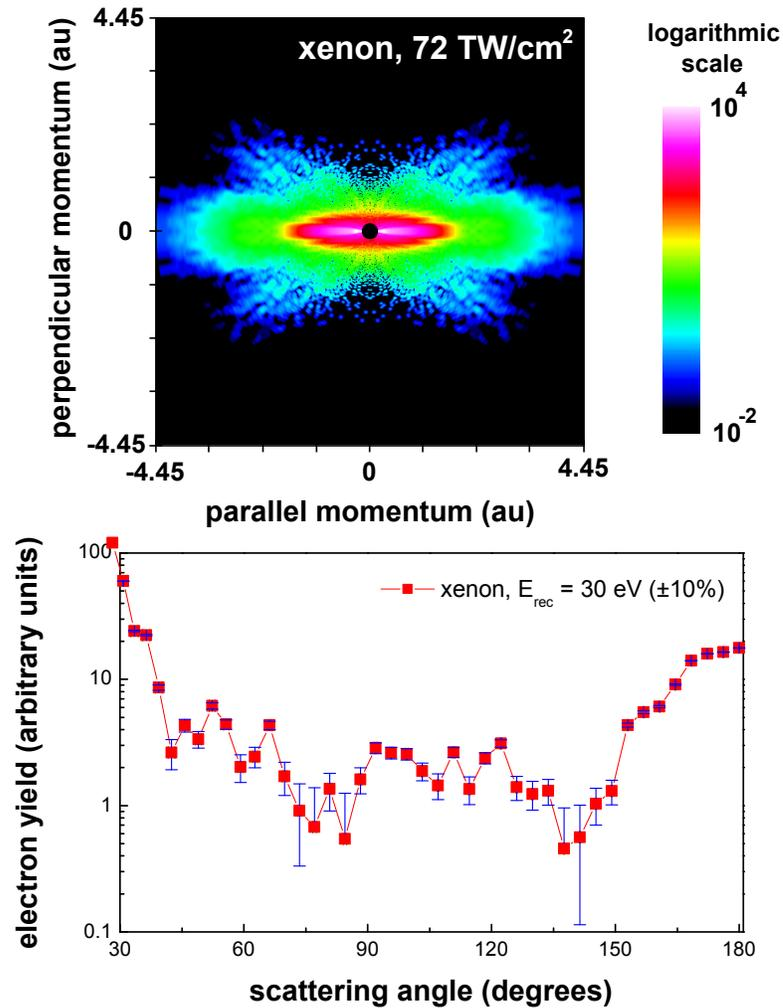 4.45
xenon, 72 TW/cm²
perpendicular momentum (au)
0
-4.45
-4.45
0
4.45
parallel momentum (au)
logarithmic
scale
10⁴
10⁻²
100
10
1
0.1
electron yield (arbitrary units)
xenon, E_rec = 30 eV (±10%)
30
60
90
120
150
180
scattering angle (degrees)